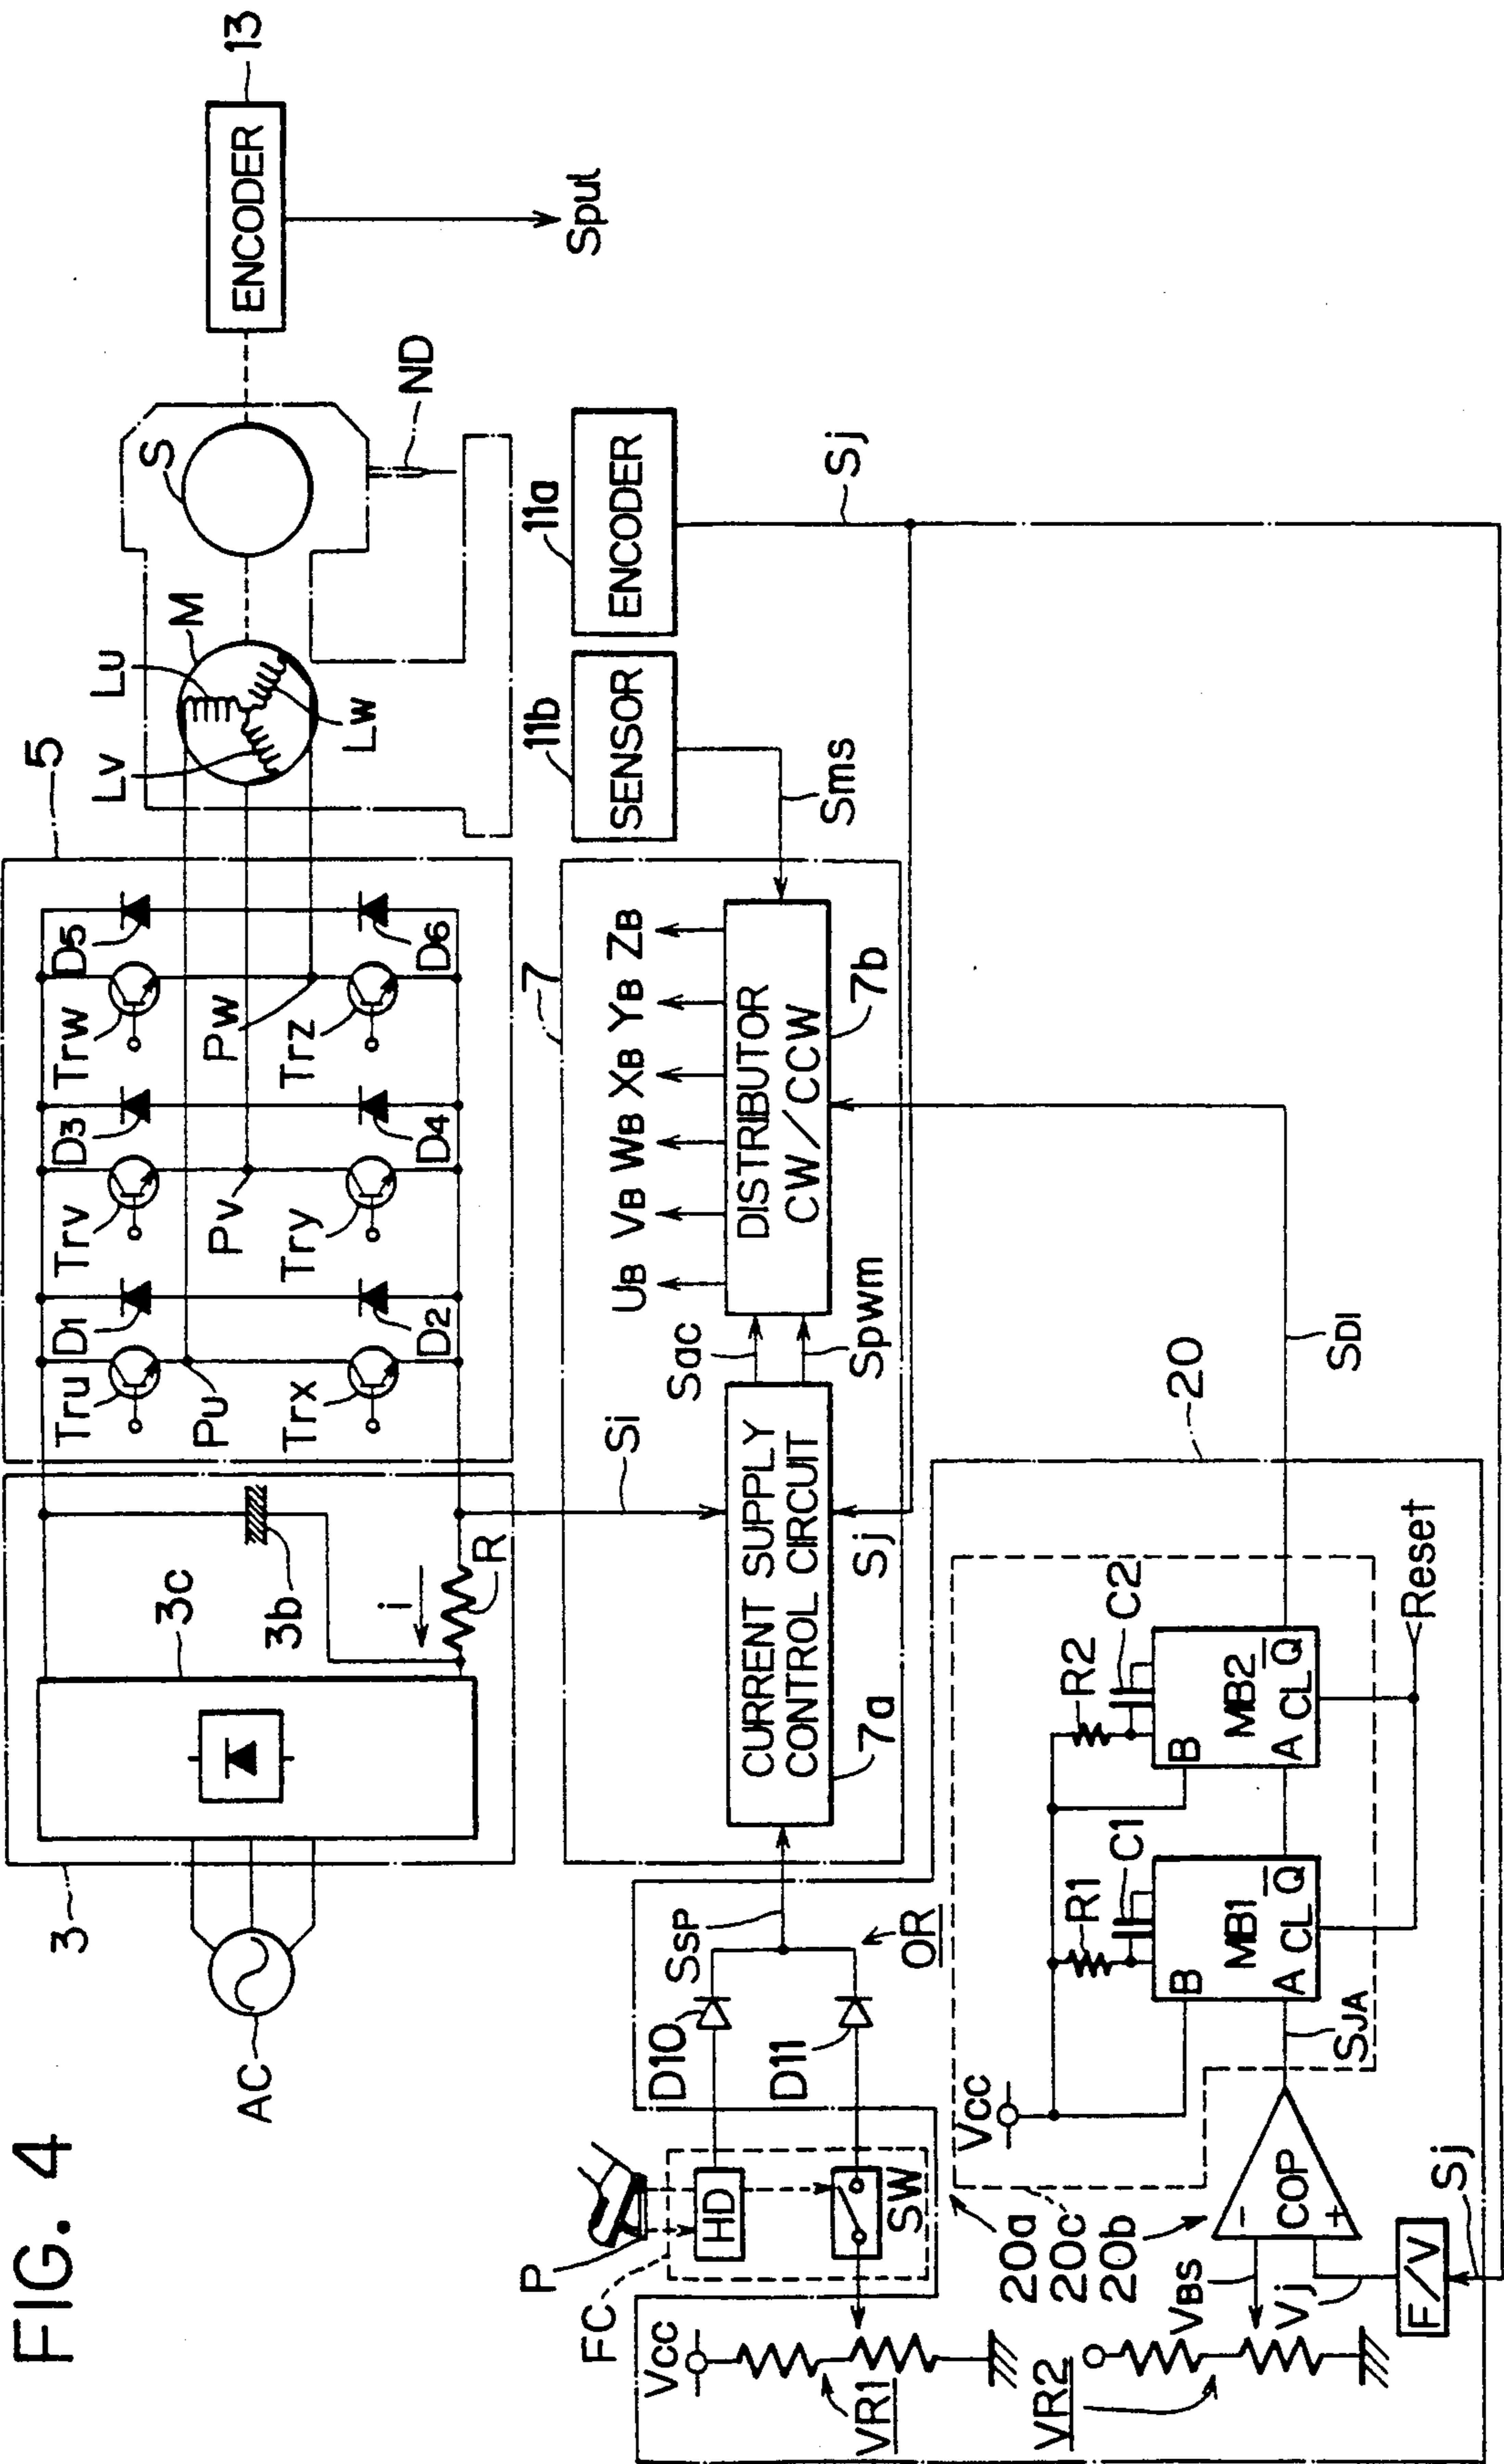 FIG. 4
AC
3
3c
3b
i
R
5
Tru
D1
Trv
D3
Trw
D5
PU
Pv
Pw
Trx
D2
Try
D4
Trz
D6
Lv
Lu
M
Lw
S
ND
ENCODER
13
Sput
7
Si
CURRENT SUPPLY
CONTROL CIRCUIT
7a
Sj
Sac
Spwm
UB VB WB XB YB ZB
DISTRIBUTOR
CW/CCW
7b
SENSOR
11b
Sms
ENCODER
11a
Sj
P
FC
HD
SW
D10
D11
SSP
OR
Vcc
VR1
20
20a
20c
20b
Vcc
R1
C1
B
MB1
A CL Q
R2
C2
B
MB2
A CL Q
SDI
Reset
SJA
VR2
VBS
Vj
COP
-
+
F/V
Sj